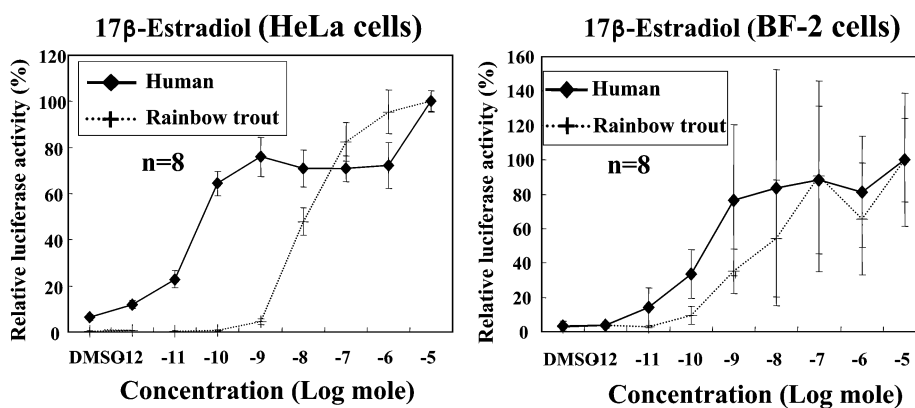 17β-Estradiol (HeLa cells)
Relative luciferase activity (%)
120
100
80
60
40
20
0
Human
Rainbow trout
n=8
DMSO-12 -11 -10 -9 -8 -7 -6 -5
Concentration (Log mole)
17β-Estradiol (BF-2 cells)
Relative luciferase activity (%)
160
140
120
100
80
60
40
20
0
Human
Rainbow trout
n=8
DMSO-12 -11 -10 -9 -8 -7 -6 -5
Concentration (Log mole)